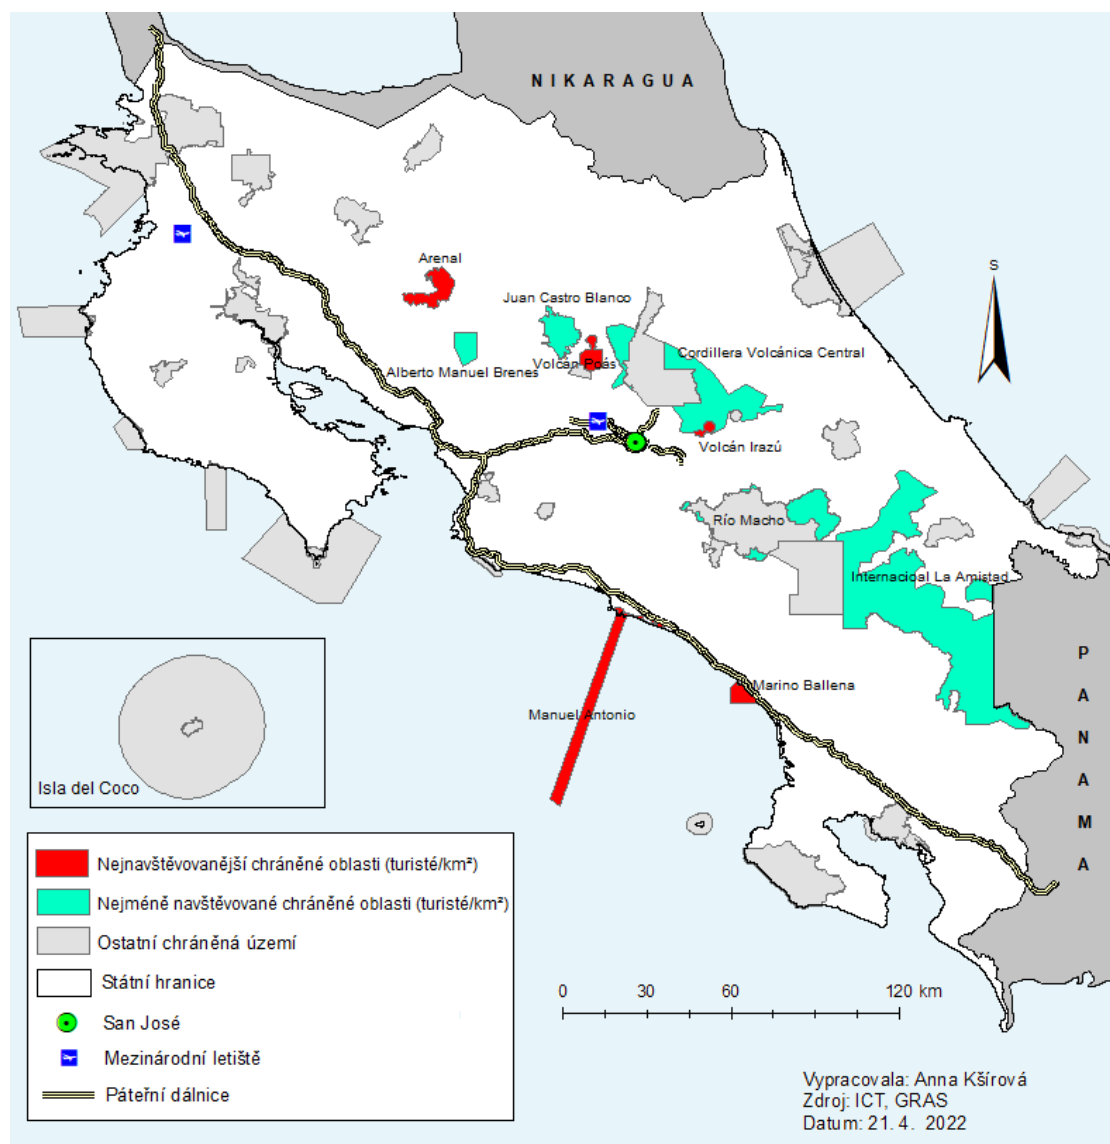 NIKARAGUA
S
Arenal
Juan Castro Blanco
Cordillera Volcánica Central
Volcán Poás
Alberto Manuel Brenes
Volcán Irazú
Río Macho
Internacioal La Amistad
PANAMA
Marino Ballena
Manuel Antonio
Isla del Coco
Nejnavštěvovanější chráněné oblasti (turisté/km²)
Nejméně navštěvované chráněné oblasti (turisté/km²)
Ostatní chráněná území
Státní hranice
San José
Mezinárodní letiště
Páteřní dálnice
0 30 60 120 km
Vypracovala: Anna Kšírová
Zdroj: ICT, GRAS
Datum: 21. 4. 2022